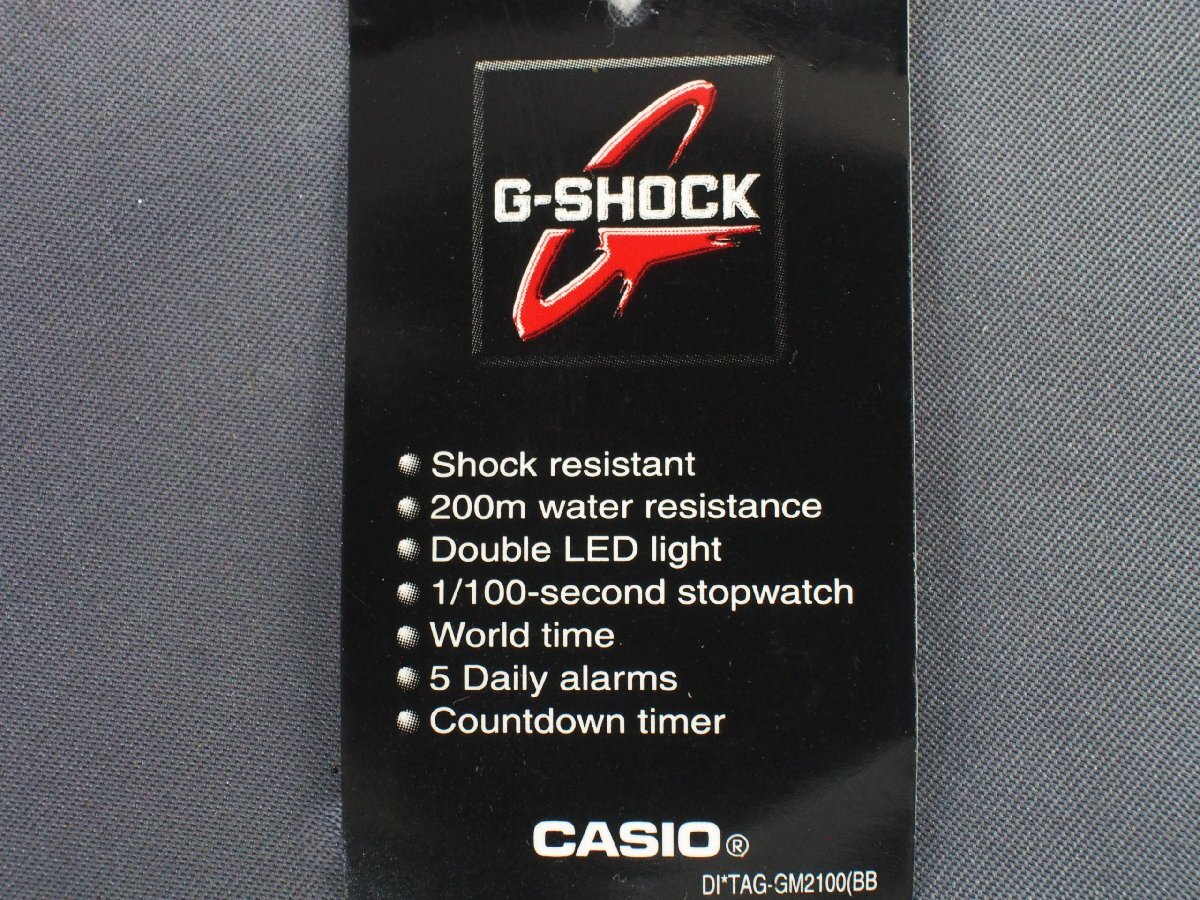 G-SHOCK
Shock resistant
200m water resistance
Double LED light
1/100-second stopwatch
World time
5 Daily alarms
Countdown timer
CASIO®
DI*TAG-GM2100(BB